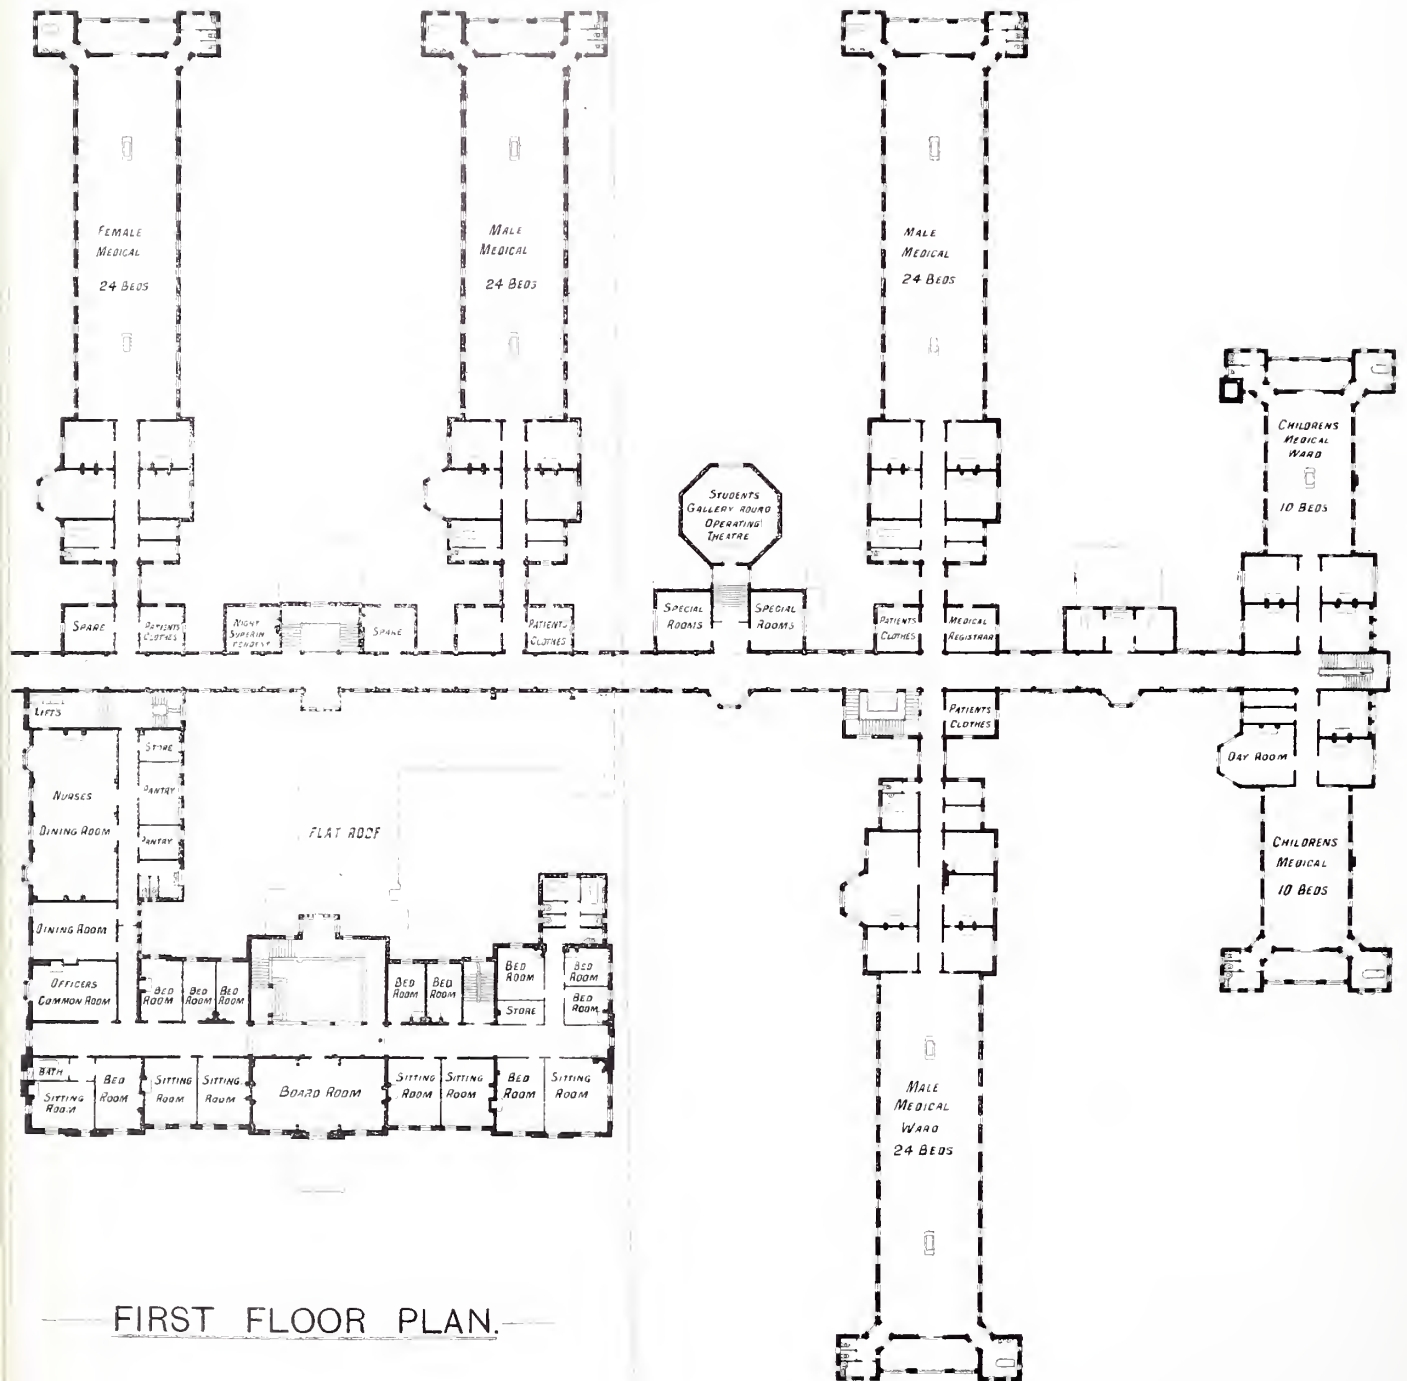 FEMALE
MEDICAL
24 BEDS
MALE
MEDICAL
24 BEDS
MALE
MEDICAL
24 BEDS
CHILDRENS
MEDICAL
WARD
10 BEDS
STUDENTS
GALLERY ROUND
OPERATING
THEATRE
SPARE
PATIENTS
CLOTHES
NIGHT
SUPERIN
TENDENT
SPARE
PATIENTS
CLOTHES
SPECIAL
ROOMS
SPECIAL
ROOMS
PATIENTS
CLOTHES
MEDICAL
REGISTRAR
LIFTS
PATIENTS
CLOTHES
STORE
DAY ROOM
NURSES
DINING ROOM
PANTRY
PANTRY
FLAT ROOF
CHILDRENS
MEDICAL
10 BEDS
DINING ROOM
OFFICERS
COMMON ROOM
BED
ROOM
BED
ROOM
BED
ROOM
BED
ROOM
BED
ROOM
BED
ROOM
STORE
BED
ROOM
BED
ROOM
BATH
SITTING
ROOM
BED
ROOM
SITTING
ROOM
SITTING
ROOM
BOARD ROOM
SITTING
ROOM
SITTING
ROOM
BED
ROOM
SITTING
ROOM
MALE
MEDICAL
WARD
24 BEDS
FIRST FLOOR PLAN.